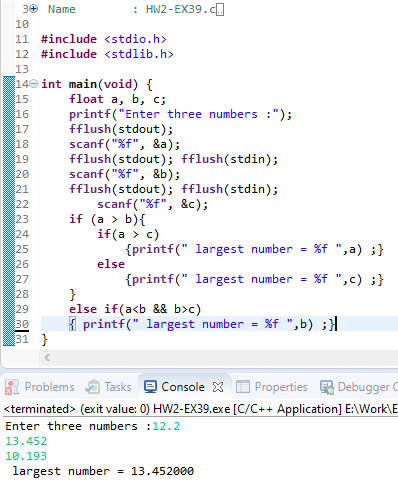 3 Name : HW2-EX39.c
10
11 #include <stdio.h>
12 #include <stdlib.h>
13
14 int main(void) {
15 float a, b, c;
16 printf("Enter three numbers :");
17 fflush(stdout);
18 scanf("%f", &a);
19 fflush(stdout); fflush(stdin);
20 scanf("%f", &b);
21 fflush(stdout); fflush(stdin);
22 scanf("%f", &c);
23 if (a > b){
24 if(a > c)
25 {printf(" largest number = %f ",a) ;}
26 else
27 {printf(" largest number = %f ",c) ;}
28 }
29 else if(a<b && b>c)
30 { printf(" largest number = %f ",b) ;}
31 }
Problems Tasks Console Properties Debugger C
<terminated> (exit value: 0) HW2-EX39.exe [C/C++ Application] E:\Work\E
Enter three numbers :12.2
13.452
10.193
largest number = 13.452000